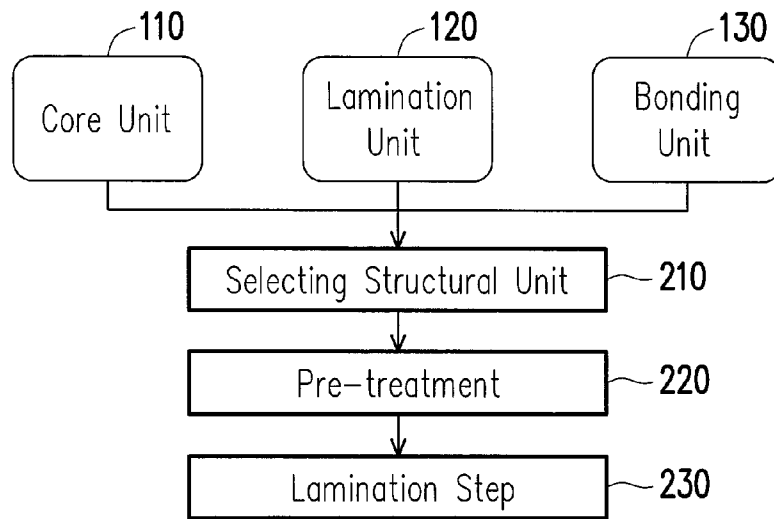 110
120
130
Core Unit
Lamination
Unit
Bonding
Unit
Selecting Structural Unit
210
Pre-treatment
220
Lamination Step
230